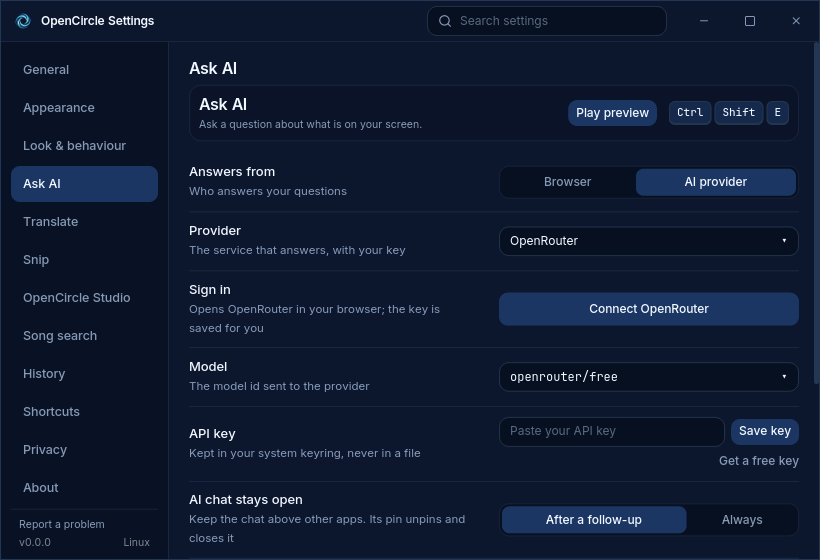 OpenCircle Settings
Search settings
General
Appearance
Look & behaviour
Ask AI
Translate
Snip
OpenCircle Studio
Song search
History
Shortcuts
Privacy
About
Report a problem
v0.0.0
Linux
Ask AI
Ask AI
Ask a question about what is on your screen.
Play preview
Ctrl
Shift
E
Answers from
Who answers your questions
Browser
AI provider
Provider
The service that answers, with your key
OpenRouter
Sign in
Opens OpenRouter in your browser; the key is
saved for you
Connect OpenRouter
Model
The model id sent to the provider
openrouter/free
API key
Kept in your system keyring, never in a file
Paste your API key
Save key
Get a free key
AI chat stays open
Keep the chat above other apps. Its pin unpins and
closes it
After a follow-up
Always